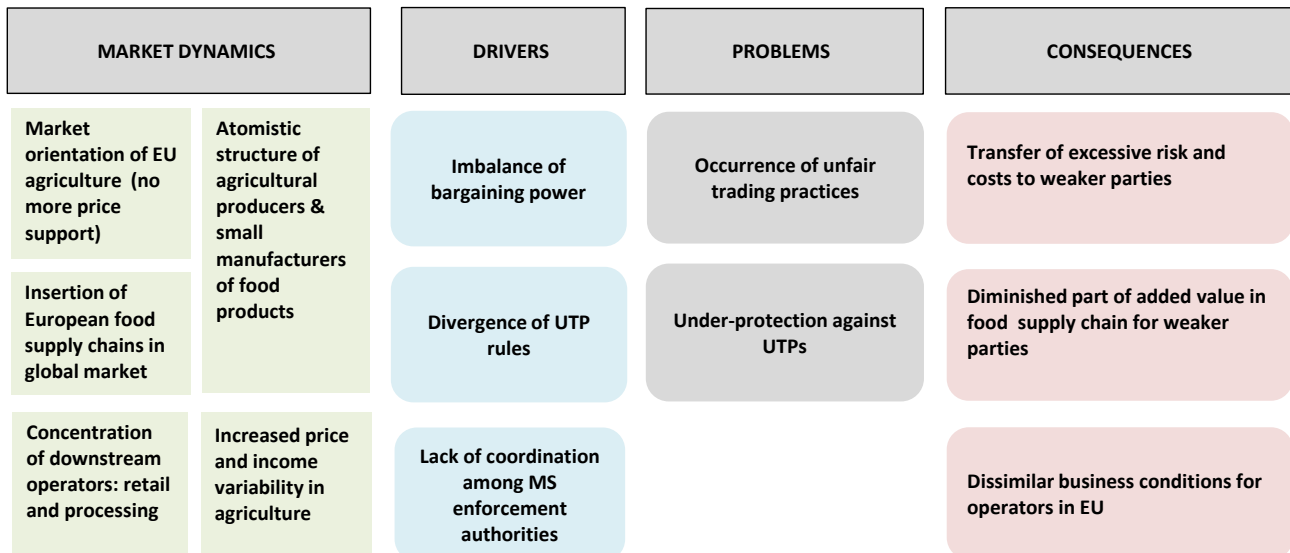 MARKET DYNAMICS
DRIVERS
PROBLEMS
CONSEQUENCES
Market
orientation of EU
agriculture (no
more price
support)
Atomistic
structure of
agricultural
producers &
small
manufacturers
of food
products
Insertion of
European food
supply chains in
global market
Concentration
of downstream
operators: retail
and processing
Increased price
and income
variability in
agriculture
Imbalance of
bargaining power
Divergence of UTP
rules
Lack of coordination
among MS
enforcement
authorities
Occurrence of unfair
trading practices
Under-protection against
UTPs
Transfer of excessive risk and
costs to weaker parties
Diminished part of added value in
food supply chain for weaker
parties
Dissimilar business conditions for
operators in EU